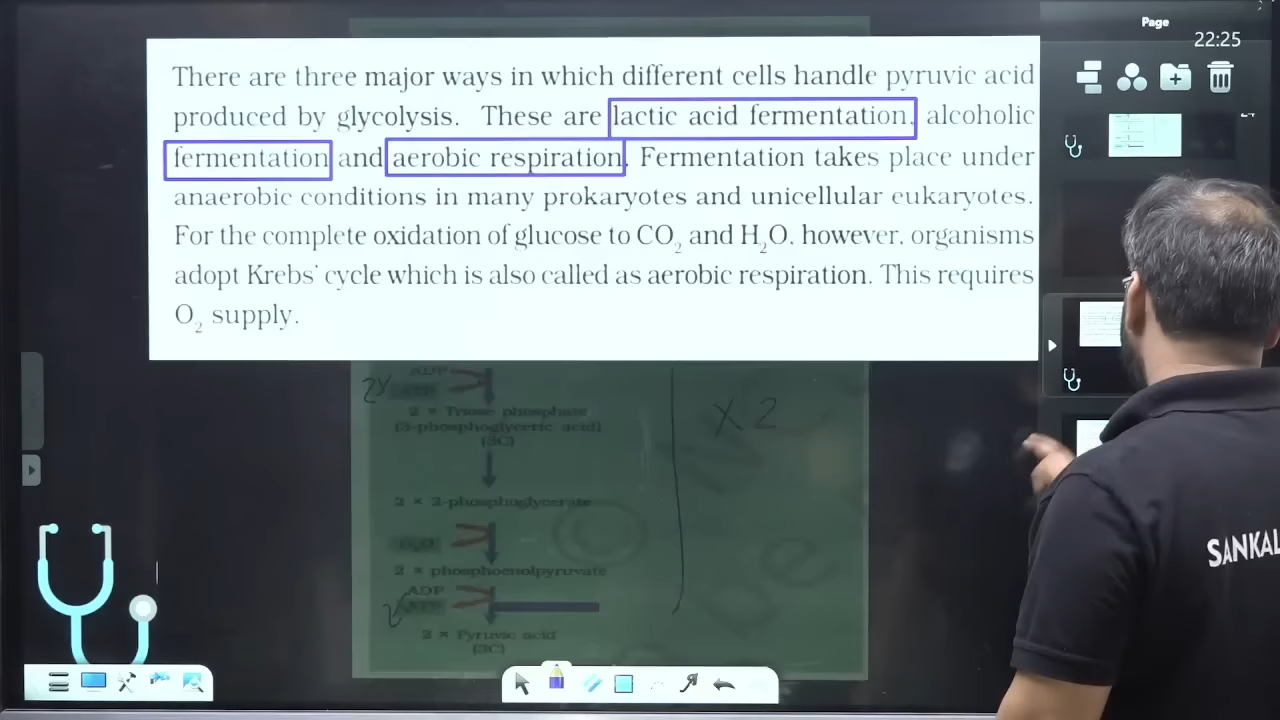 Page
22:25
There are three major ways in which different cells handle pyruvic acid
produced by glycolysis. These are lactic acid fermentation, alcoholic
fermentation and aerobic respiration. Fermentation takes place under
anaerobic conditions in many prokaryotes and unicellular eukaryotes.
For the complete oxidation of glucose to CO₂ and H₂O, however, organisms
adopt Krebs' cycle which is also called as aerobic respiration. This requires
O₂ supply.
ADP
2 × Triose phosphate
(3-phosphoglyceric acid)
(3C)
X 2
2 × 2-phosphoglycerate
H₂O
2 × phosphoenolpyruvate
ADP
ATP
2 × Pyruvic acid
(3C)
SANKAL